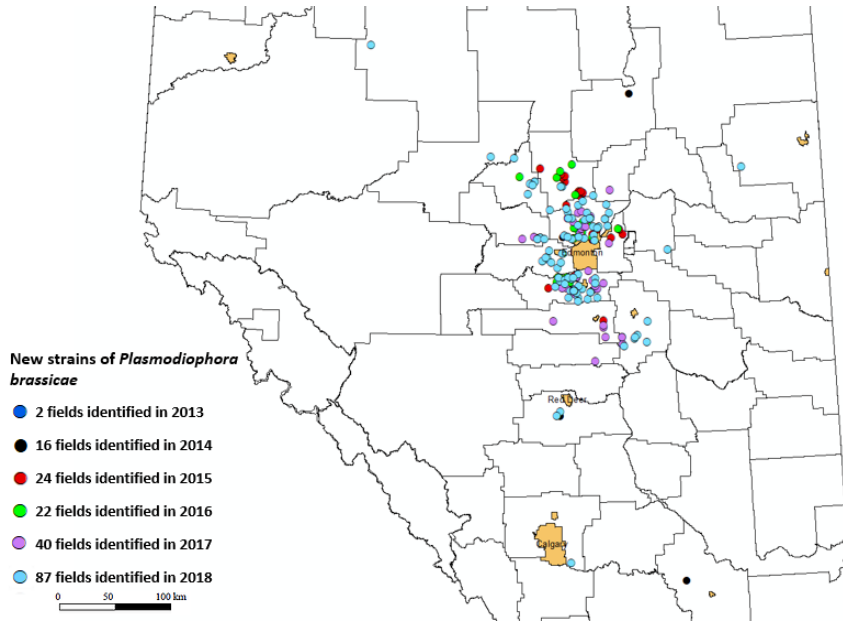 Edmonton
New strains of Plasmodiophora
brassicae
2 fields identified in 2013
Red Deer
16 fields identified in 2014
24 fields identified in 2015
22 fields identified in 2016
40 fields identified in 2017
Calgary
87 fields identified in 2018
0 50 100 km